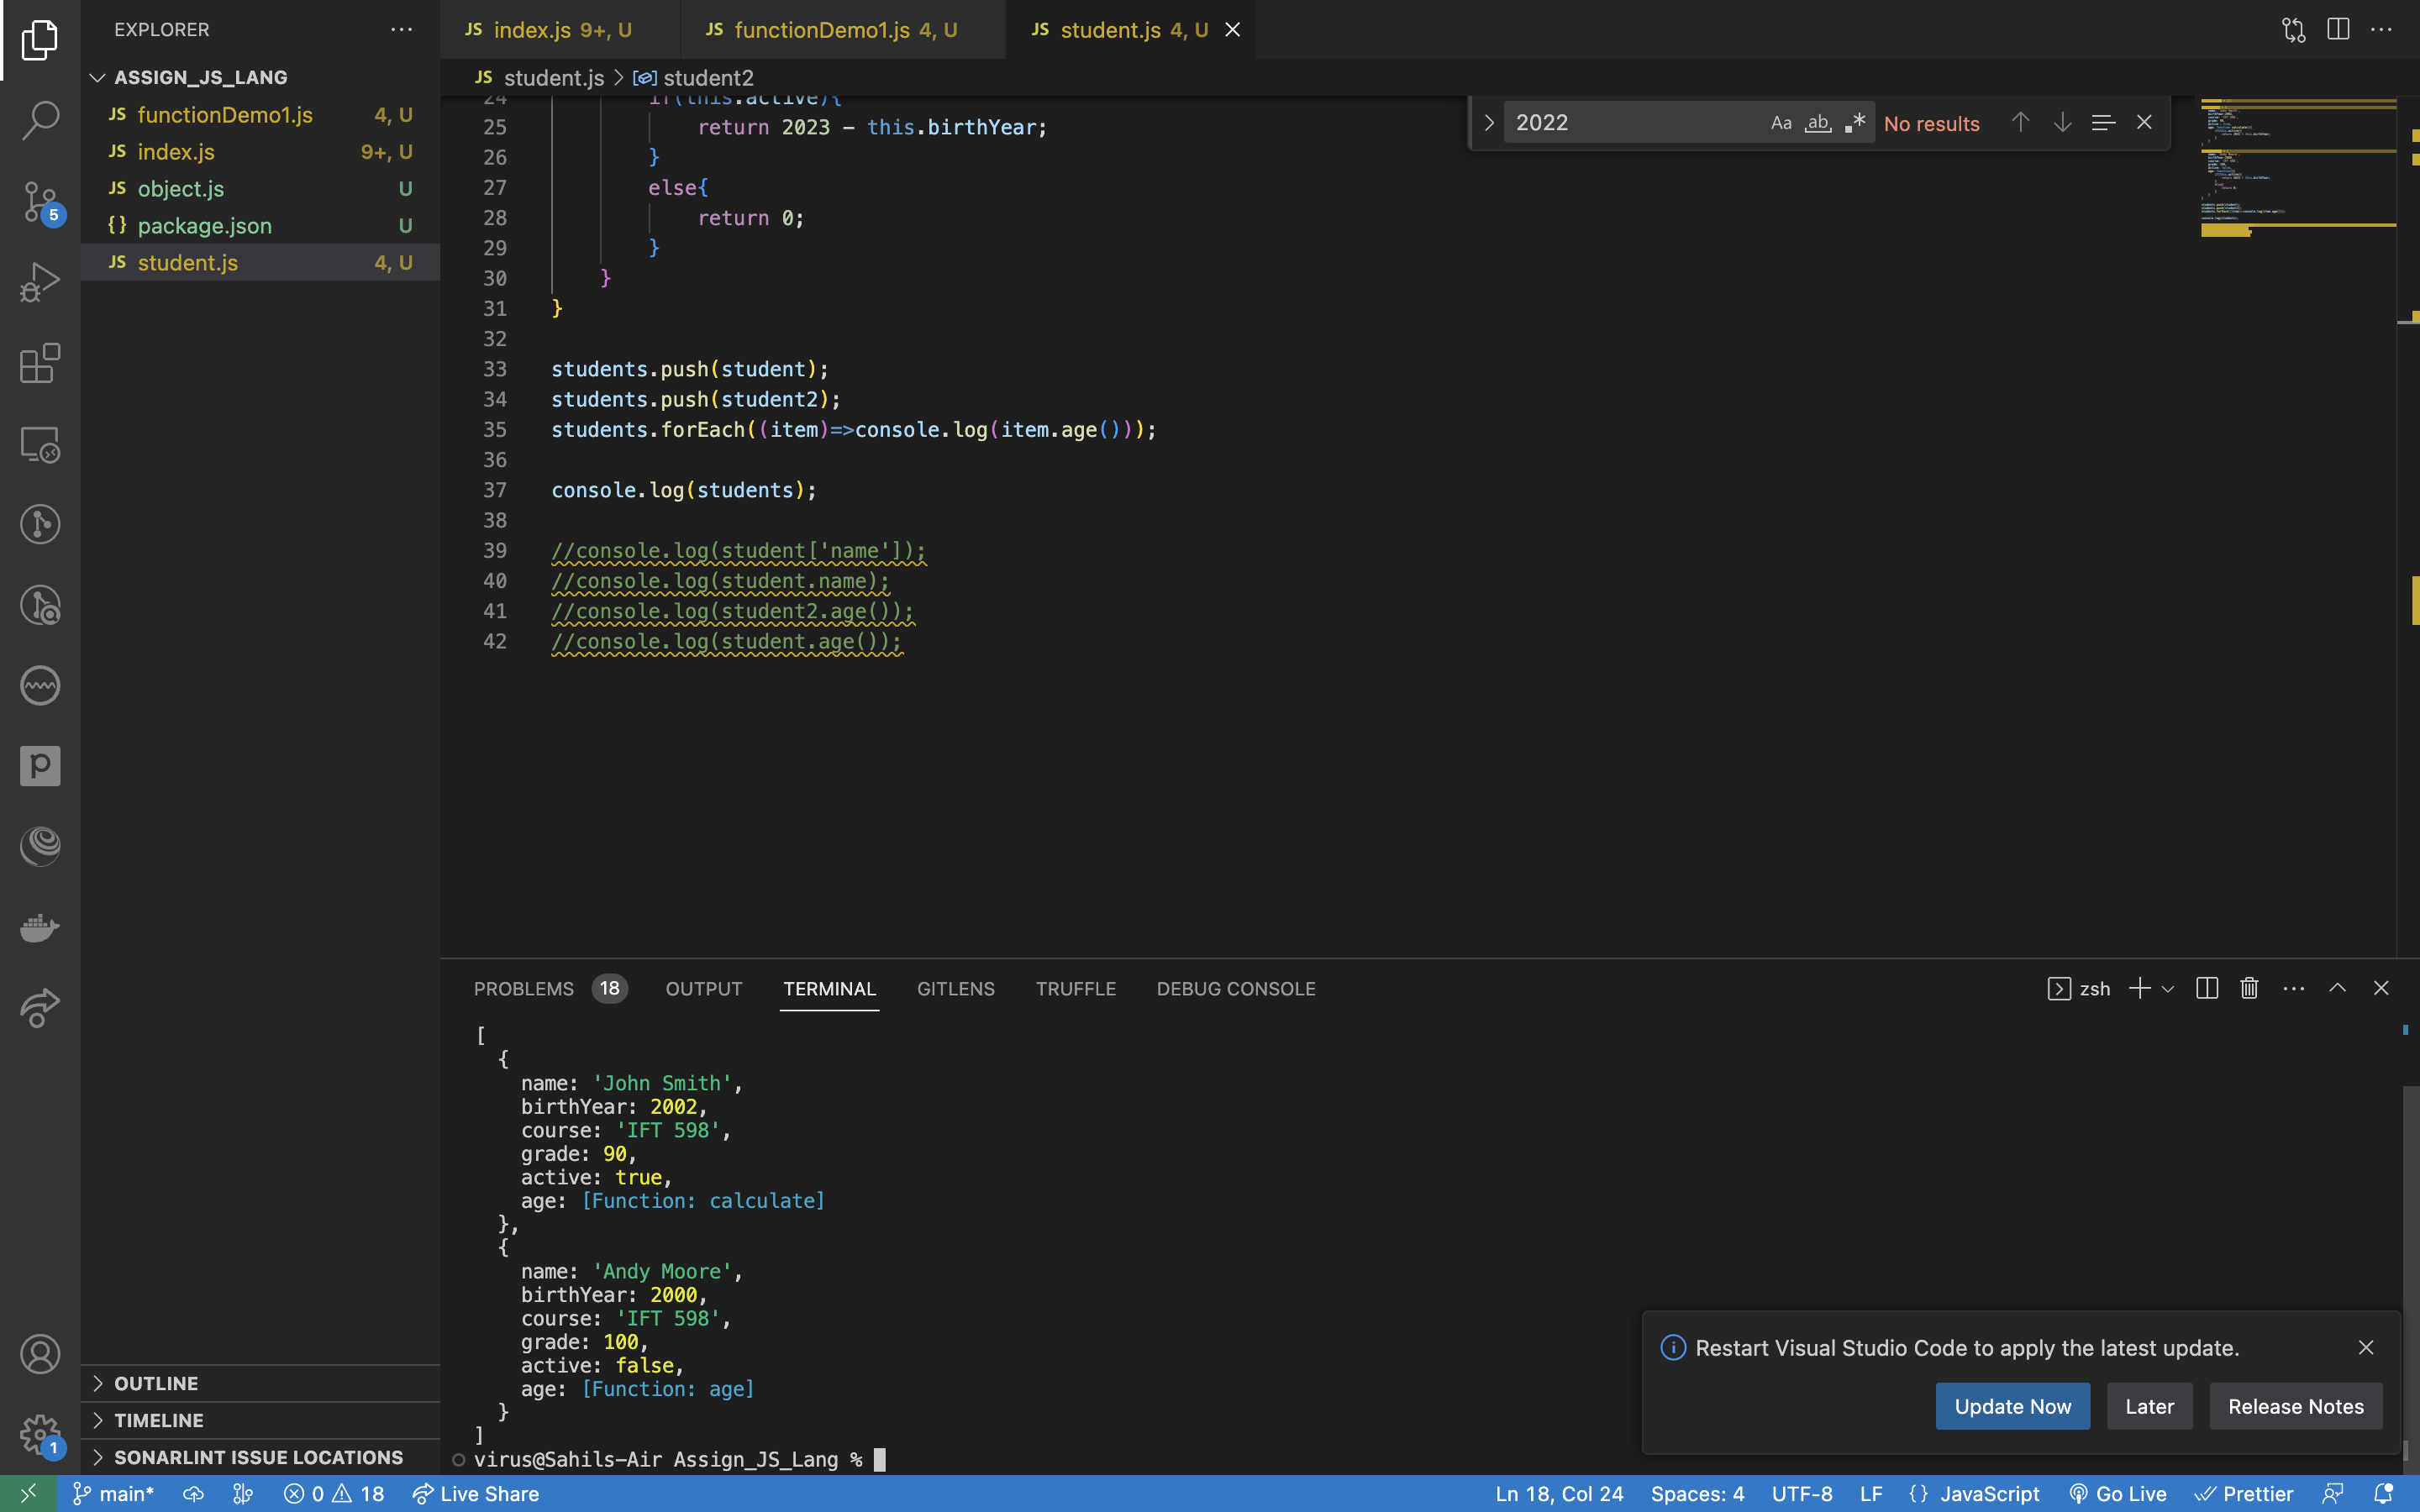 EXPLORER
ASSIGN_JS_LANG
JS functionDemo1.js 4, U
JS index.js 9+, U
JS object.js U
{} package.json U
JS student.js 4, U
5
OUTLINE
TIMELINE
SONARLINT ISSUE LOCATIONS
1
JS index.js 9+, U JS functionDemo1.js 4, U JS student.js 4, U
JS student.js > student2
2022 Aa ab .* No results
24 if(this.active){
25 return 2023 - this.birthYear;
26 }
27 else{
28 return 0;
29 }
30 }
31 }
32
33 students.push(student);
34 students.push(student2);
35 students.forEach((item)=>console.log(item.age()));
36
37 console.log(students);
38
39 //console.log(student['name']);
40 //console.log(student.name);
41 //console.log(student2.age());
42 //console.log(student.age());
PROBLEMS 18 OUTPUT TERMINAL GITLENS TRUFFLE DEBUG CONSOLE zsh
[
{
name: 'John Smith',
birthYear: 2002,
course: 'IFT 598',
grade: 90,
active: true,
age: [Function: calculate]
},
{
name: 'Andy Moore',
birthYear: 2000,
course: 'IFT 598',
grade: 100,
active: false,
age: [Function: age]
}
]
virus@Sahils-Air Assign_JS_Lang %
Restart Visual Studio Code to apply the latest update.
Update Now Later Release Notes
main* 0 18 Live Share Ln 18, Col 24 Spaces: 4 UTF-8 LF {} JavaScript Go Live Prettier